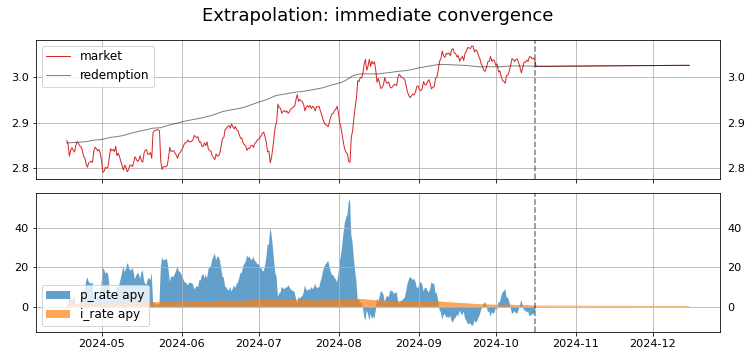 Extrapolation: immediate convergence
market
redemption
3.0
2.9
2.8
3.0
2.9
2.8
40
20
0
40
20
0
p_rate apy
i_rate apy
2024-05 2024-06 2024-07 2024-08 2024-09 2024-10 2024-11 2024-12